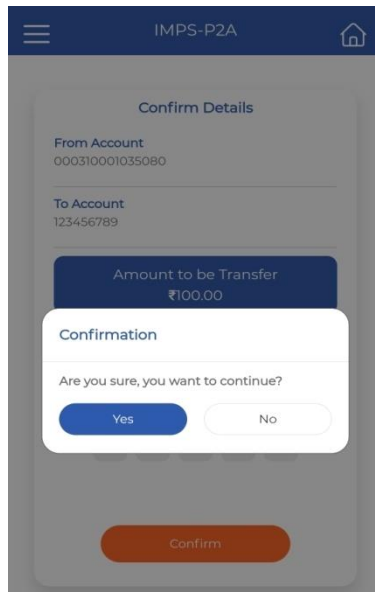 IMPS-P2A
Confirm Details
From Account
000310001035080
To Account
123456789
Amount to be Transfer
₹100.00
Confirmation
Are you sure, you want to continue?
Yes
No
Confirm